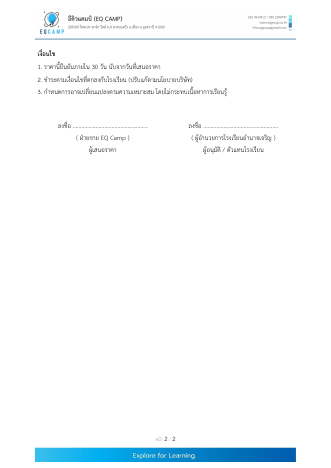 EQ CAMP
อีคิวแคมป์ (EQ CAMP)
เงื่อนไข
1. ราคานี้ยืนยันภายใน 30 วัน นับจากวันที่เสนอราคา
2. ชำระตามเงื่อนไขที่ตกลงกับโรงเรียน (ปรับแก้ตามนโยบายบริษัท)
3. กำหนดการอาจเปลี่ยนแปลงตามความเหมาะสม โดยไม่กระทบเนื้อหาการเรียนรู้
ลงชื่อ ................................................ ลงชื่อ ................................................
( ฝ่ายขาย EQ Camp ) ( ผู้อำนวยการโรงเรียนอำนาจเจริญ )
ผู้เสนอราคา ผู้อนุมัติ / ตัวแทนโรงเรียน
หน้า 2 / 2
Explore for Learning.